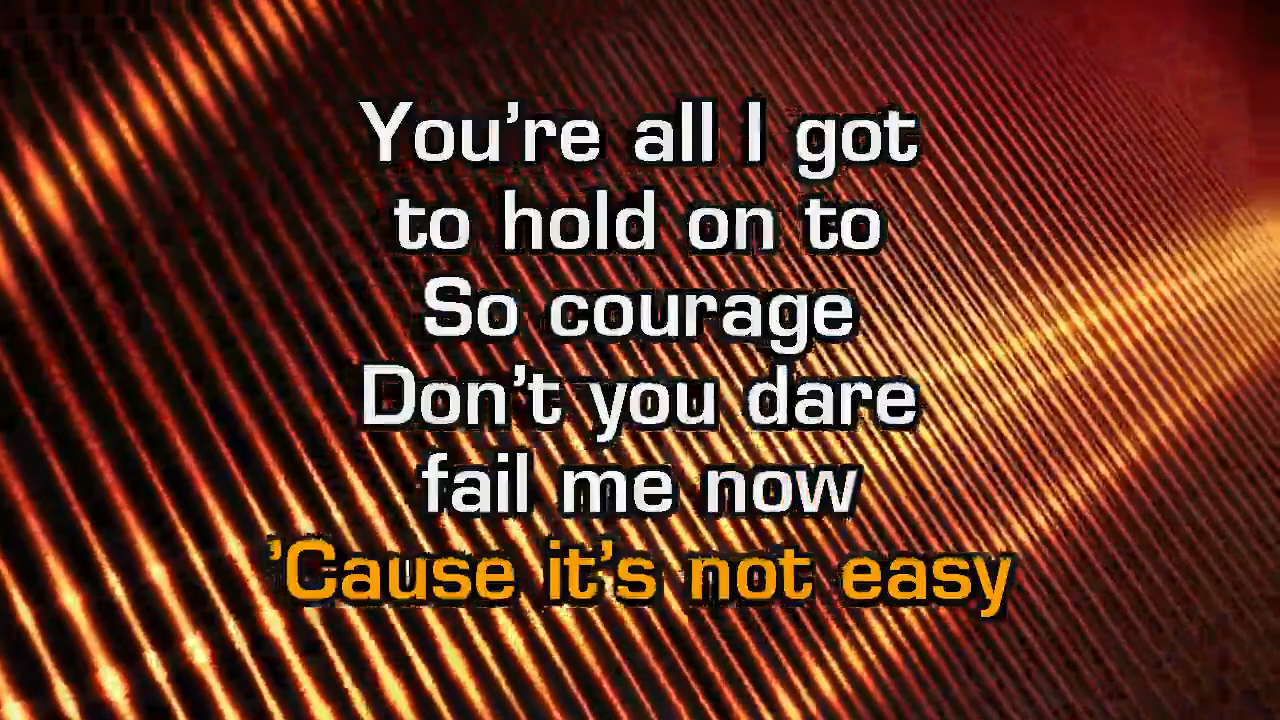 You’re all I got
to hold on to
So courage
Don’t you dare
fail me now
’Cause it’s not easy